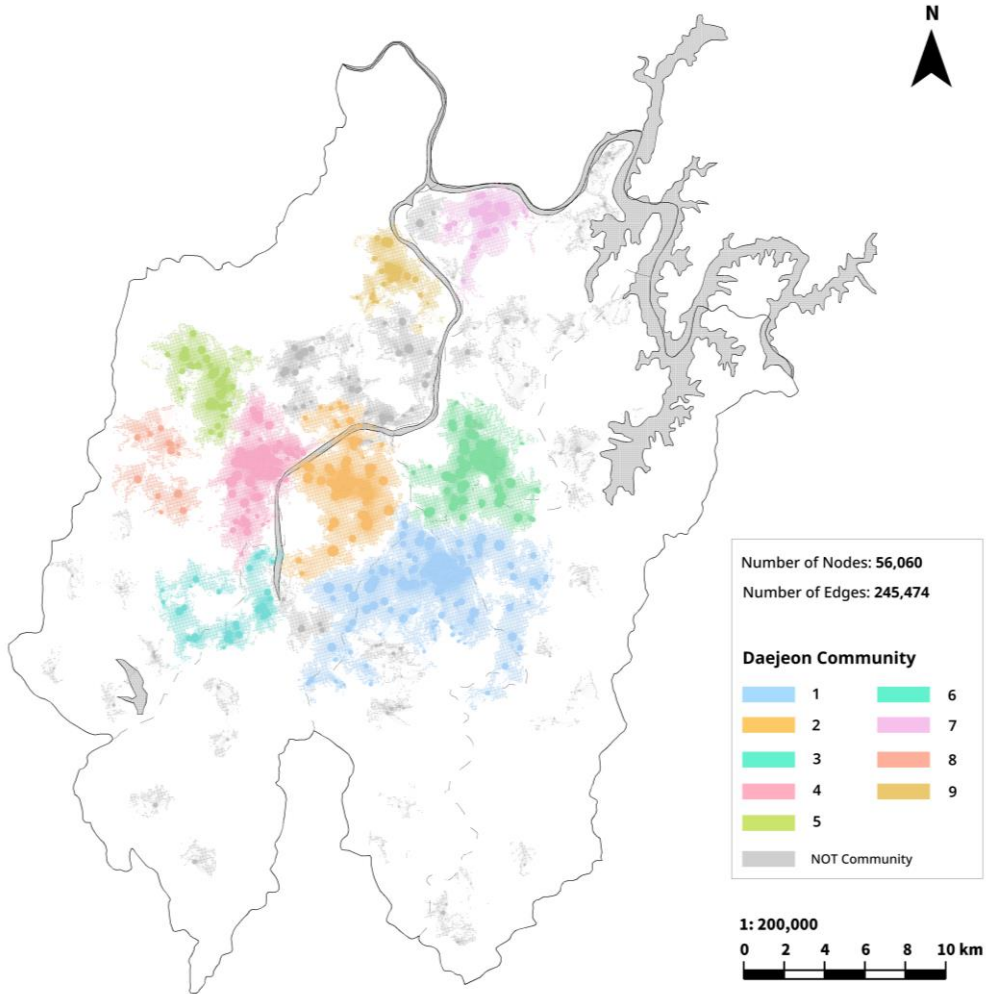 N
Number of Nodes: 56,060
Number of Edges: 245,474
Daejeon Community
1 6
2 7
3 8
4 9
5
NOT Community
1: 200,000
0 2 4 6 8 10 km